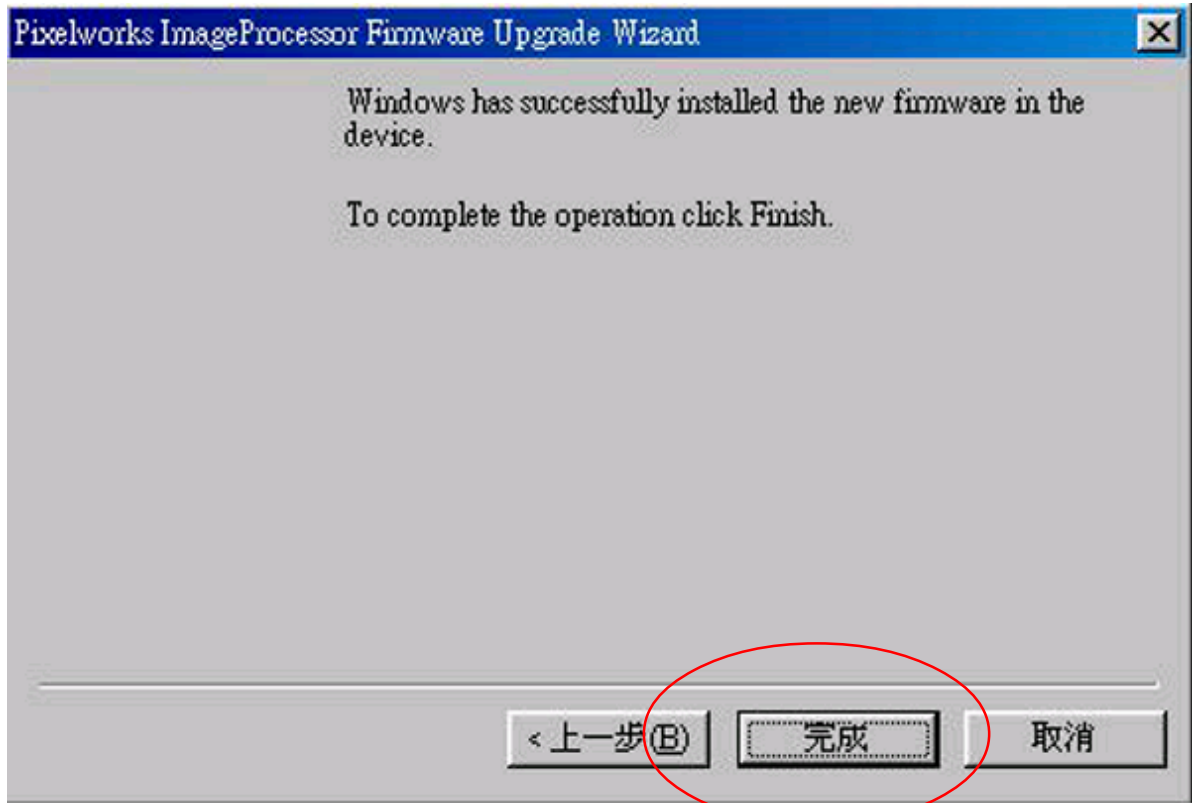 Pixelworks ImageProcessor Firmware Upgrade Wizard
Windows has successfully installed the new firmware in the
device.
To complete the operation click Finish.
<上一步(B)
完成
取消